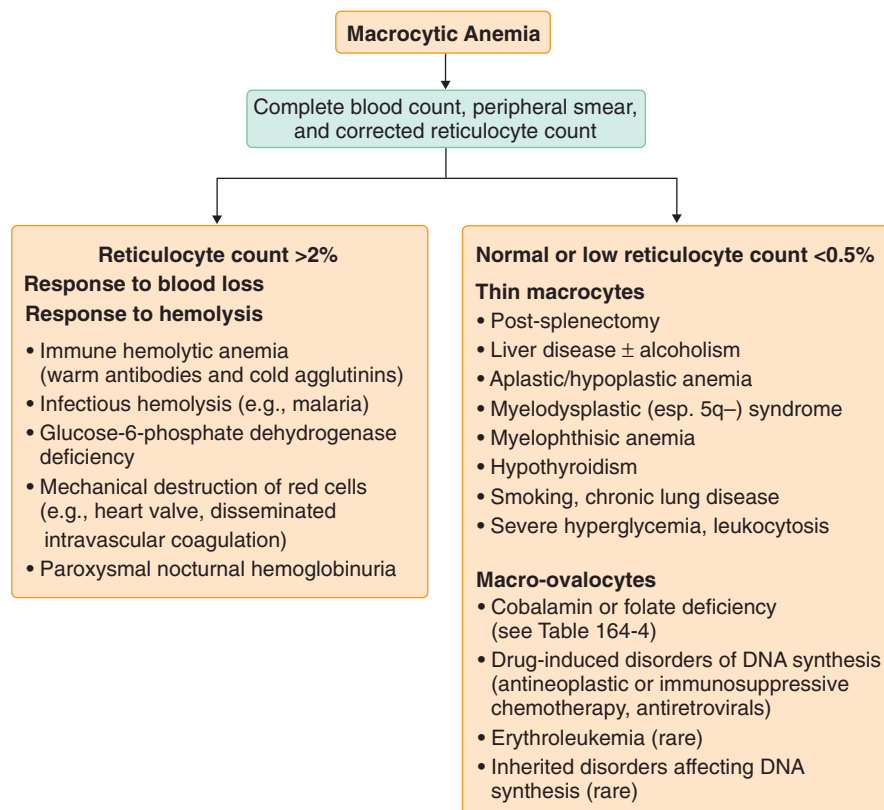 Macrocytic Anemia
Complete blood count, peripheral smear,
and corrected reticulocyte count
Reticulocyte count >2%
Response to blood loss
Response to hemolysis
• Immune hemolytic anemia
(warm antibodies and cold agglutinins)
• Infectious hemolysis (e.g., malaria)
• Glucose-6-phosphate dehydrogenase
deficiency
• Mechanical destruction of red cells
(e.g., heart valve, disseminated
intravascular coagulation)
• Paroxysmal nocturnal hemoglobinuria
Normal or low reticulocyte count <0.5%
Thin macrocytes
• Post-splenectomy
• Liver disease ± alcoholism
• Aplastic/hypoplastic anemia
• Myelodysplastic (esp. 5q–) syndrome
• Myelophthisic anemia
• Hypothyroidism
• Smoking, chronic lung disease
• Severe hyperglycemia, leukocytosis
Macro-ovalocytes
• Cobalamin or folate deficiency
(see Table 164-4)
• Drug-induced disorders of DNA synthesis
(antineoplastic or immunosuppressive
chemotherapy, antiretrovirals)
• Erythroleukemia (rare)
• Inherited disorders affecting DNA
synthesis (rare)